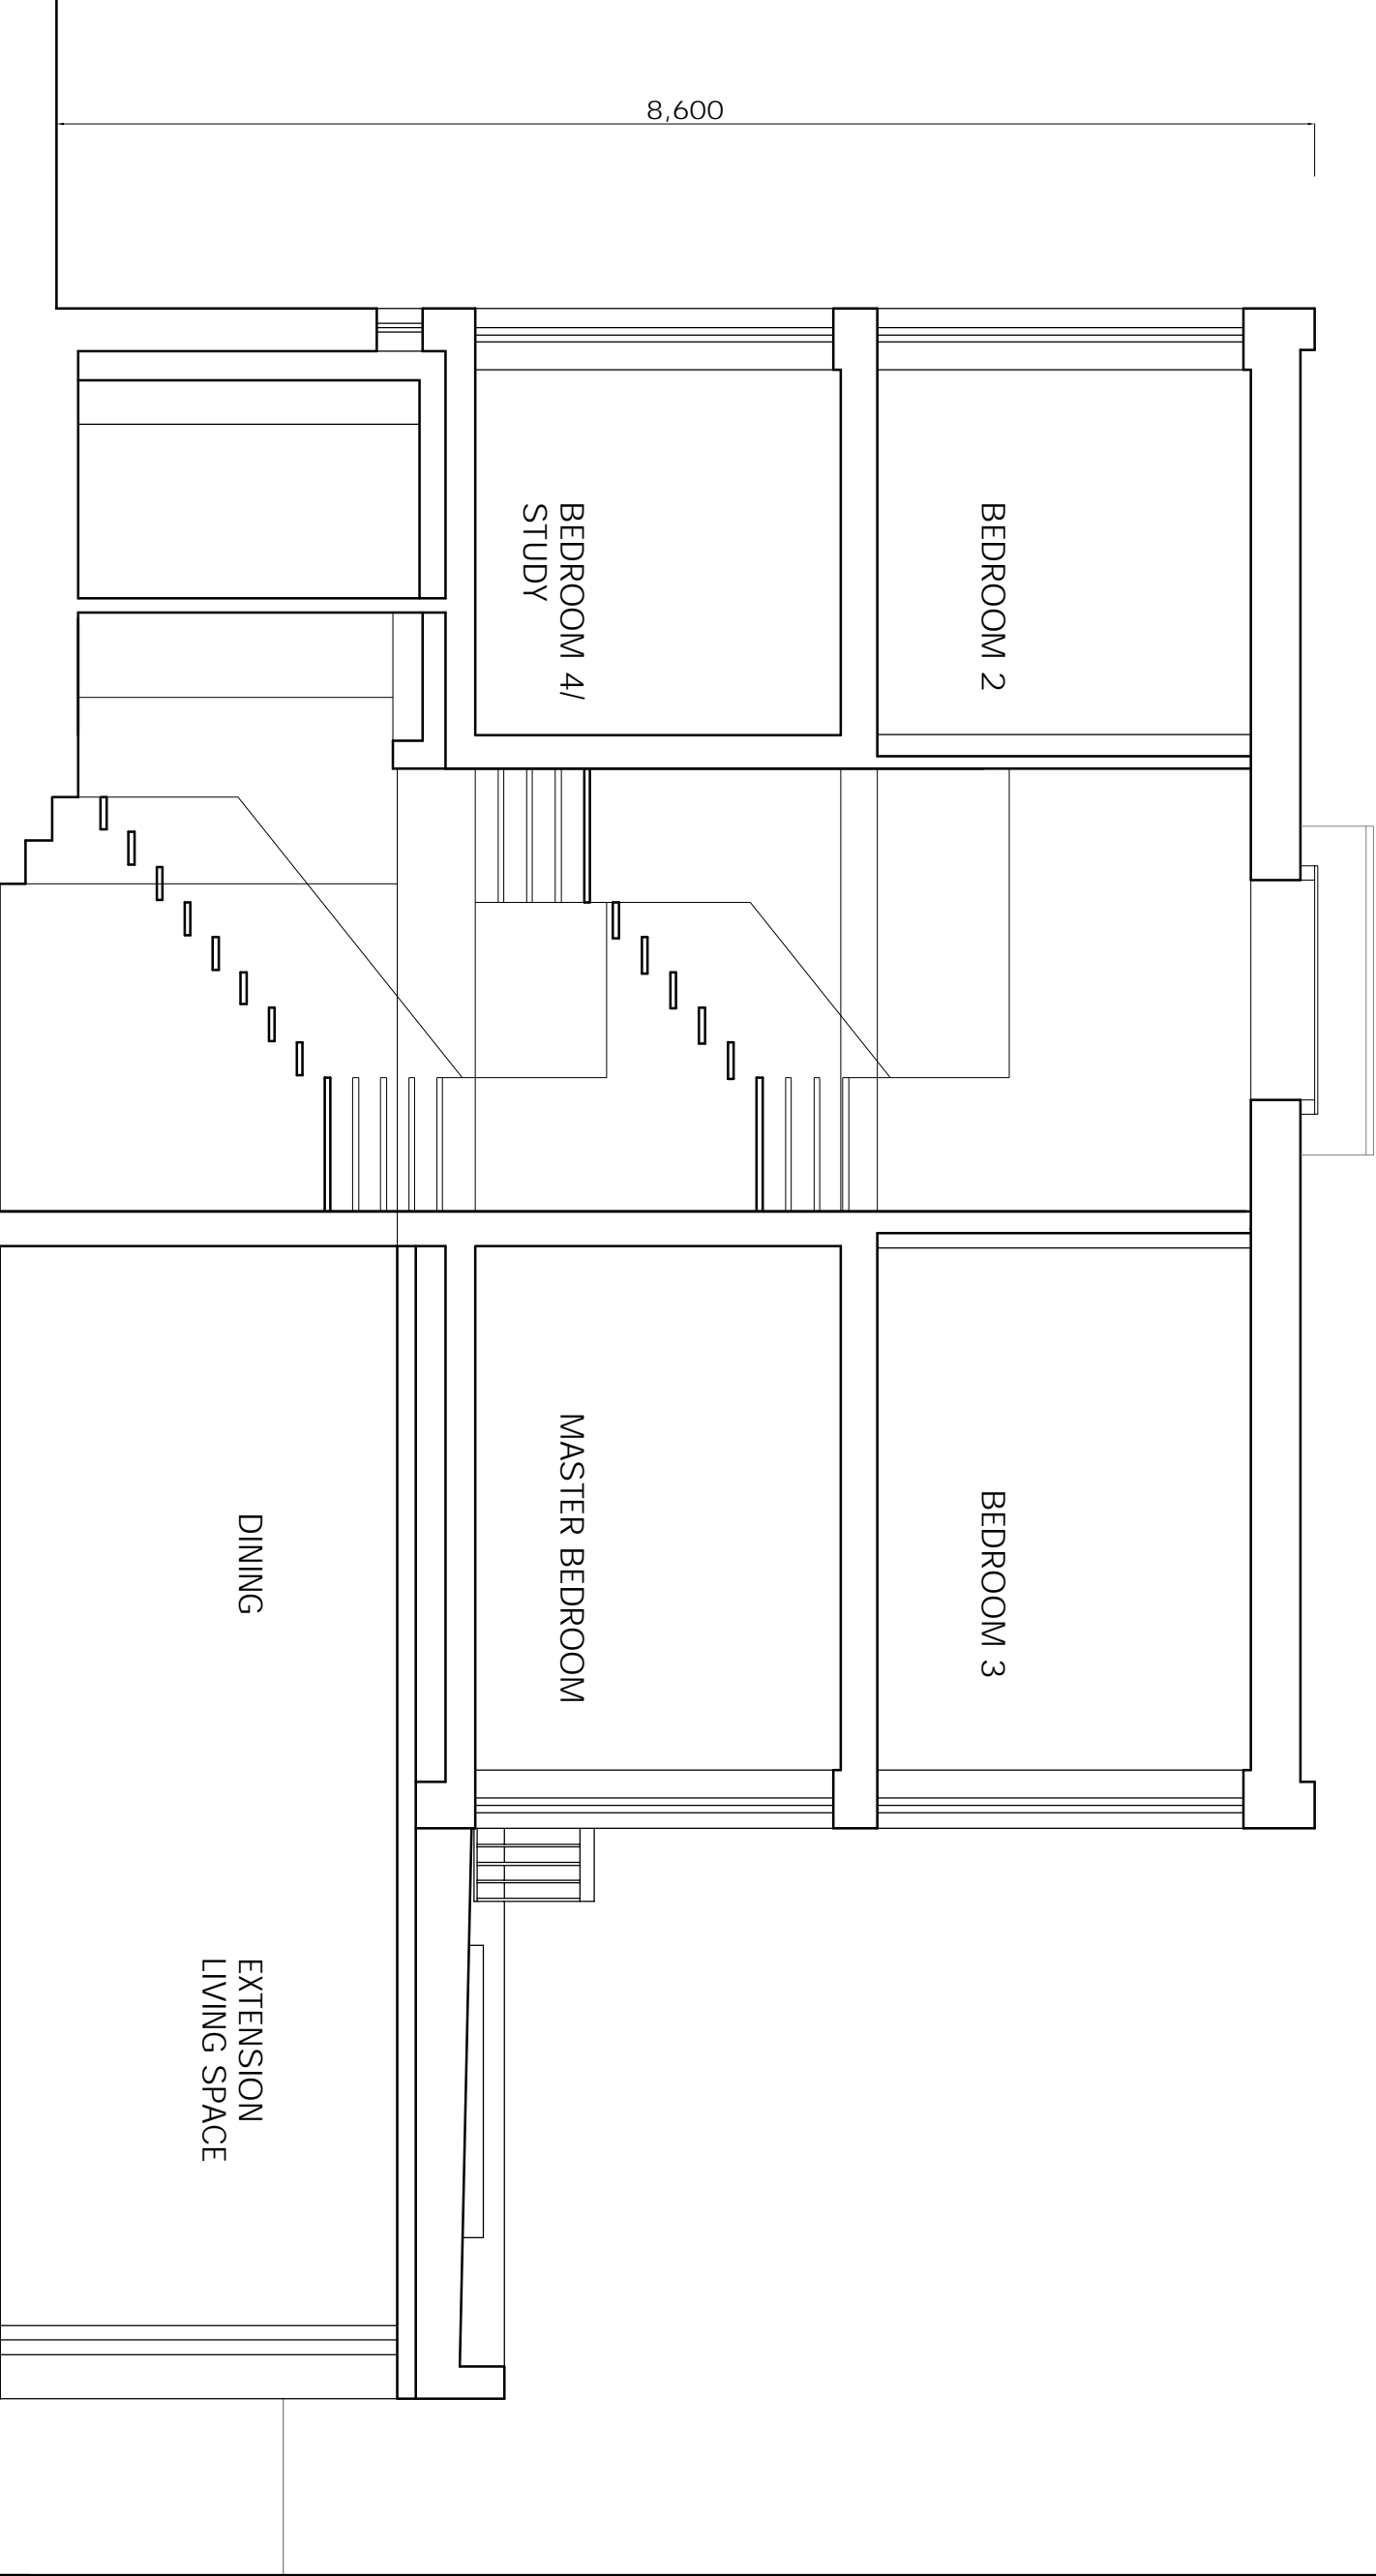 8,600
BEDROOM 2
BEDROOM 4/
STUDY
BEDROOM 3
MASTER BEDROOM
DINING
EXTENSION
LIVING SPACE